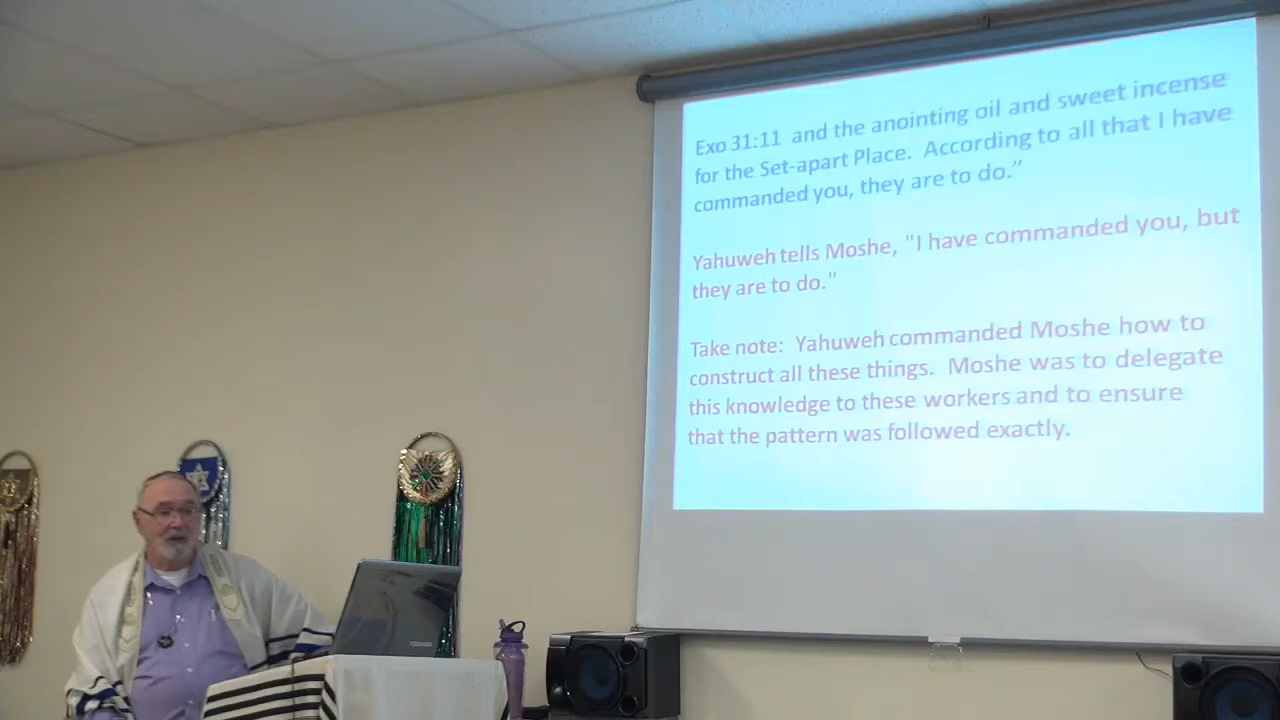 Exo 31:11 and the anointing oil and sweet incense
for the Set-apart Place. According to all that I have
commanded you, they are to do.”
Yahuweh tells Moshe, "I have commanded you, but
they are to do."
Take note: Yahuweh commanded Moshe how to
construct all these things. Moshe was to delegate
this knowledge to these workers and to ensure
that the pattern was followed exactly.
TOSHIBA